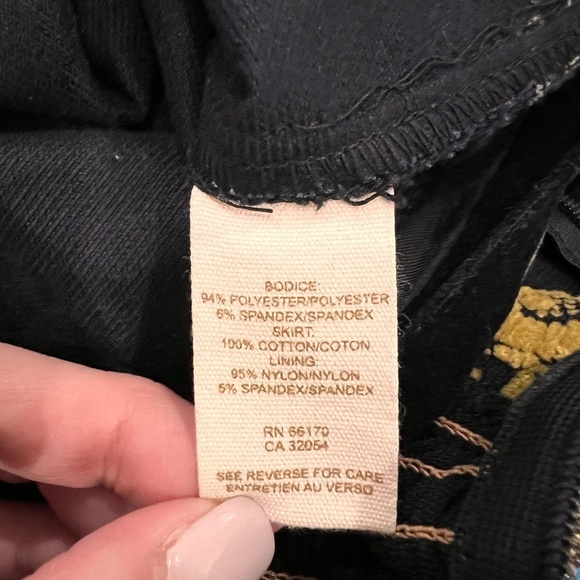 BODICE:
94% POLYESTER/POLYESTER
6% SPANDEX/SPANDEX
SKIRT:
100% COTTON/COTON
LINING:
95% NYLON/NYLON
5% SPANDEX/SPANDEX
RN 66170
CA 32054
SEE REVERSE FOR CARE
ENTRETIEN AU VERSO